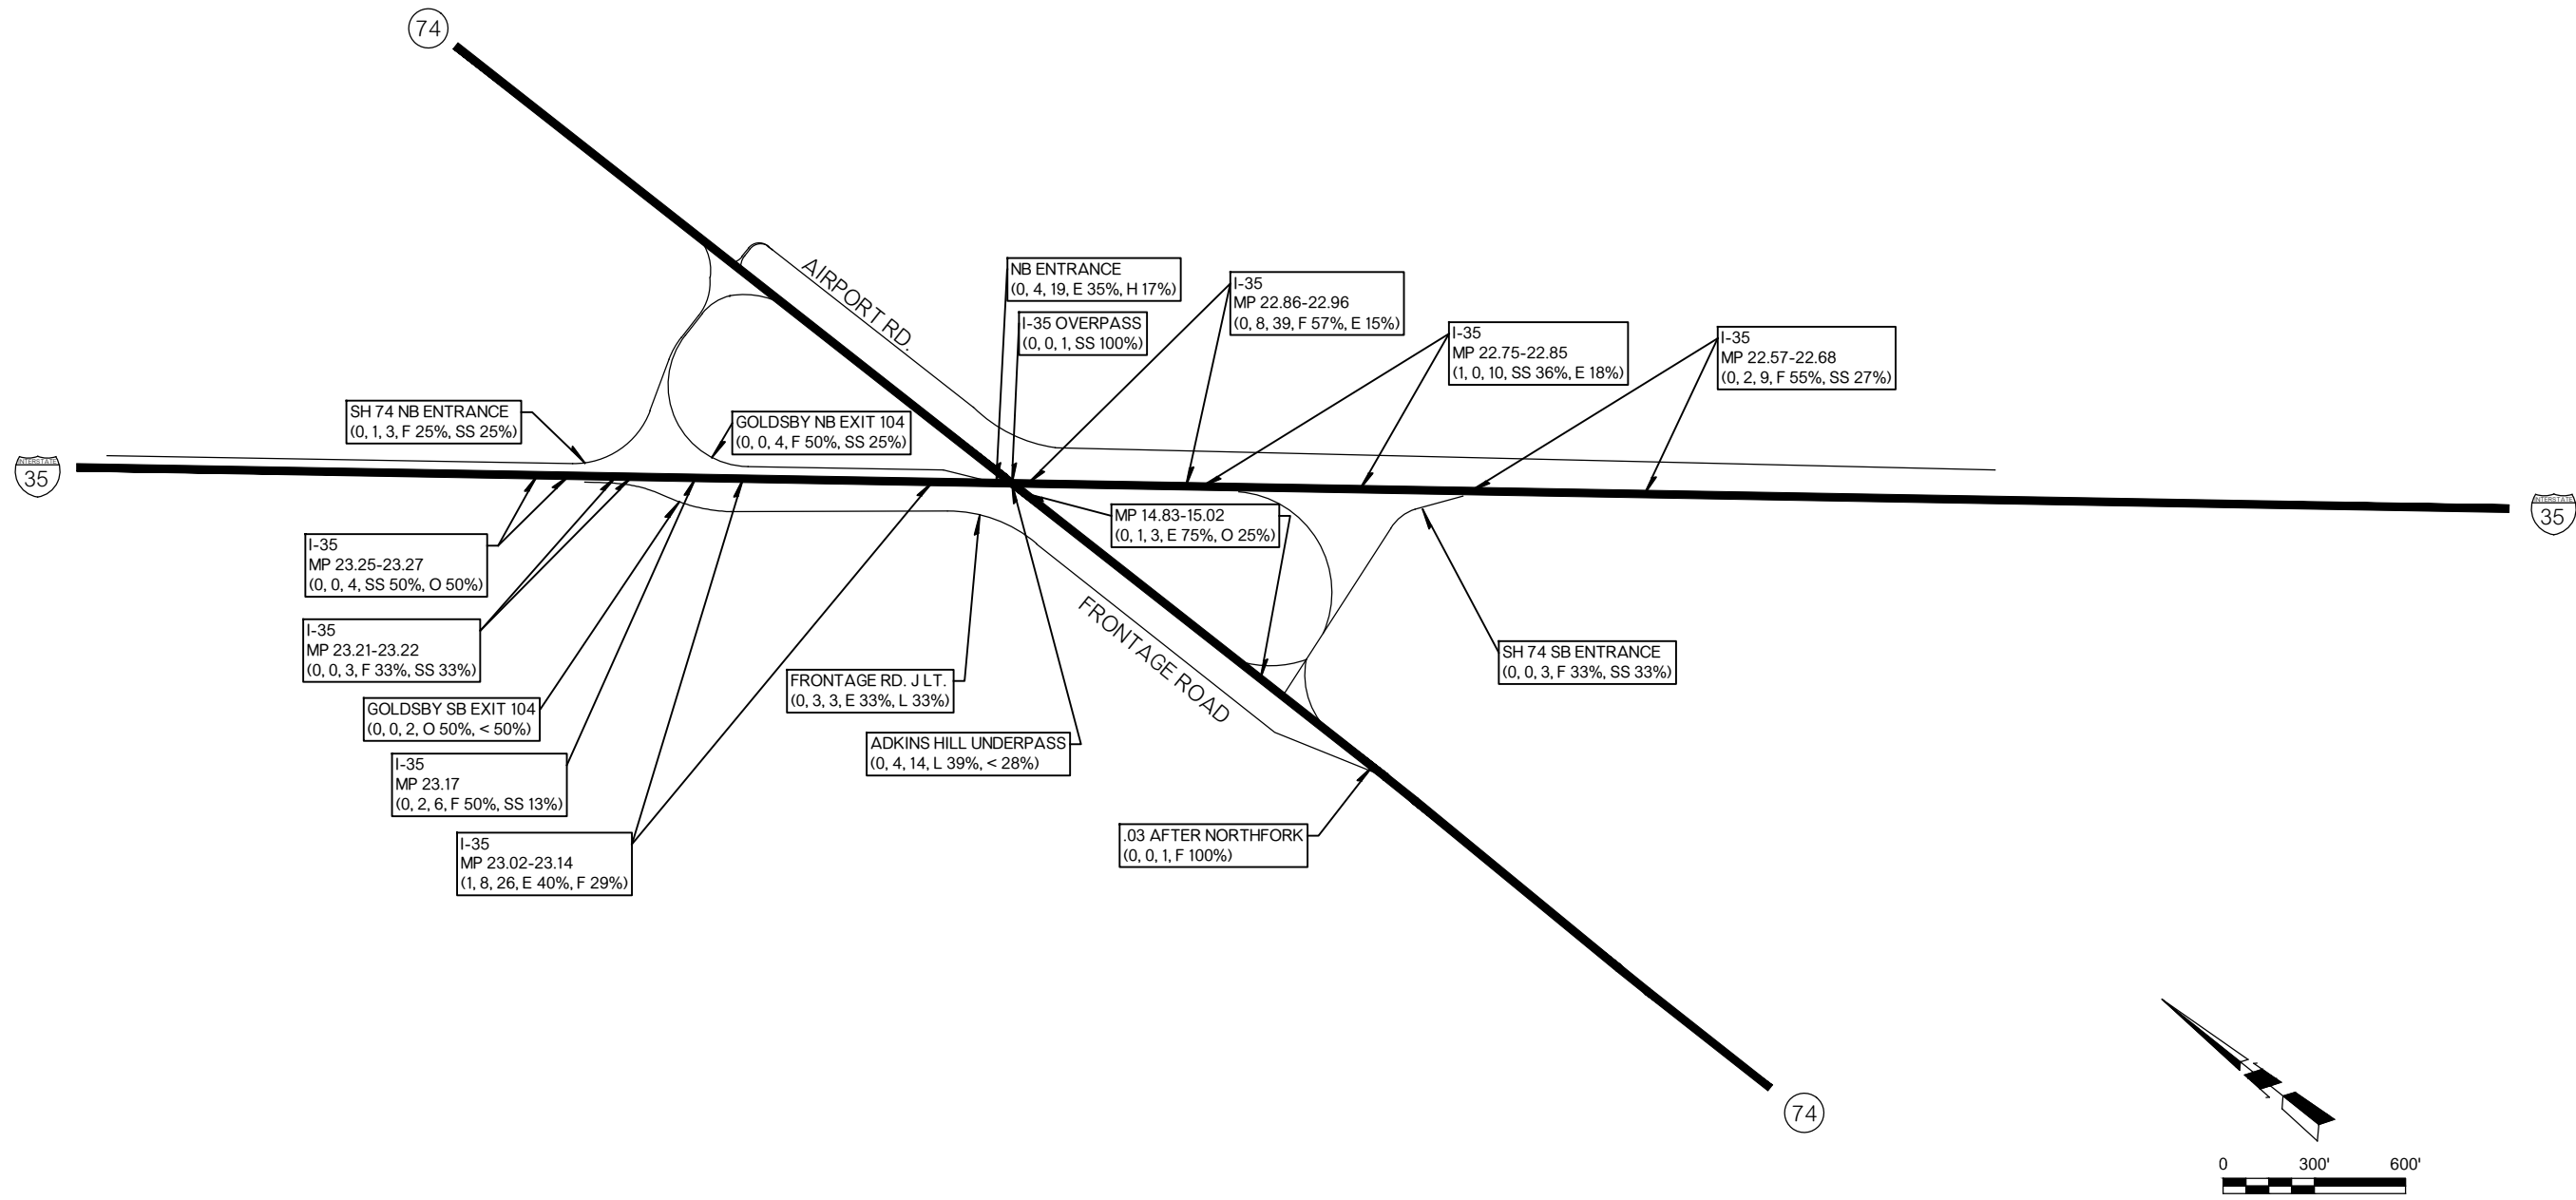 74
AIRPORT RD.
NB ENTRANCE
(0, 4, 19, E 35%, H 17%)
I-35 OVERPASS
(0, 0, 1, SS 100%)
I-35
MP 22.86-22.96
(0, 8, 39, F 57%, E 15%)
I-35
MP 22.75-22.85
(1, 0, 10, SS 36%, E 18%)
I-35
MP 22.57-22.68
(0, 2, 9, F 55%, SS 27%)
SH 74 NB ENTRANCE
(0, 1, 3, F 25%, SS 25%)
GOLDSBY NB EXIT 104
(0, 0, 4, F 50%, SS 25%)
INTERSTATE
35
INTERSTATE
35
MP 14.83-15.02
(0, 1, 3, E 75%, O 25%)
I-35
MP 23.25-23.27
(0, 0, 4, SS 50%, O 50%)
I-35
MP 23.21-23.22
(0, 0, 3, F 33%, SS 33%)
FRONTAGE ROAD
SH 74 SB ENTRANCE
(0, 0, 3, F 33%, SS 33%)
FRONTAGE RD. J LT.
(0, 3, 3, E 33%, L 33%)
GOLDSBY SB EXIT 104
(0, 0, 2, O 50%, < 50%)
ADKINS HILL UNDERPASS
(0, 4, 14, L 39%, < 28%)
I-35
MP 23.17
(0, 2, 6, F 50%, SS 13%)
I-35
MP 23.02-23.14
(1, 8, 26, E 40%, F 29%)
.03 AFTER NORTHFORK
(0, 0, 1, F 100%)
74
0 300' 600'